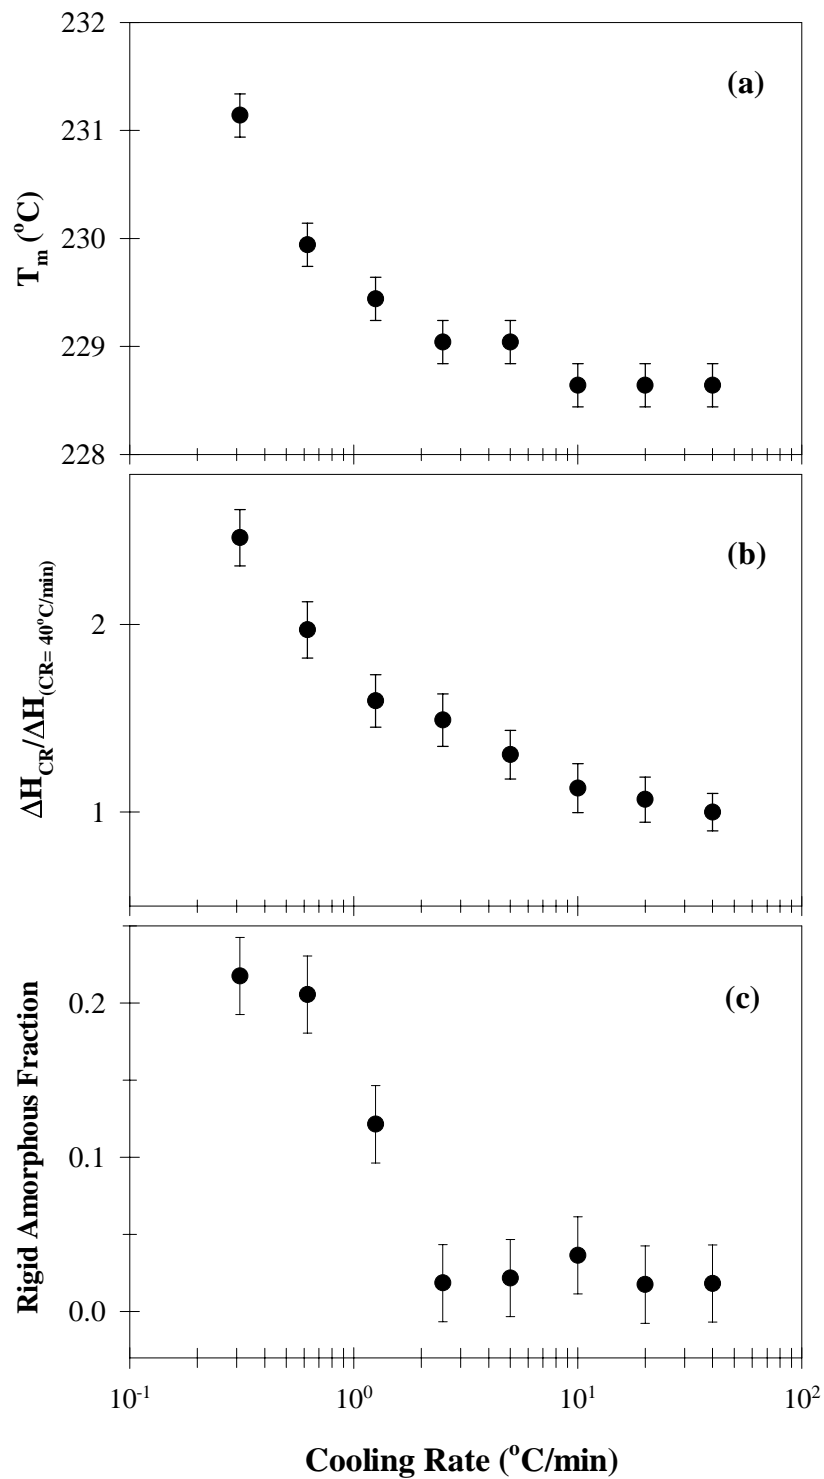 232
231
230
229
228
T_m (°C)
(a)
2
1
ΔH_CR/ΔH_(CR= 40°C/min)
(b)
0.2
0.1
0.0
Rigid Amorphous Fraction
(c)
10^-1 10^0 10^1 10^2
Cooling Rate (°C/min)